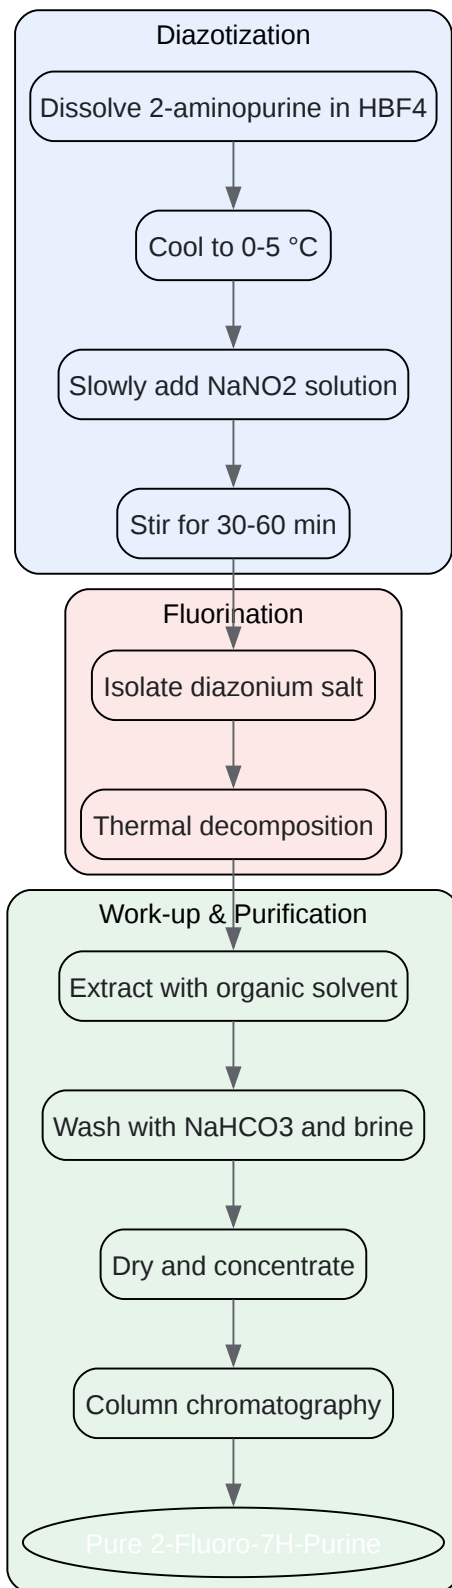 Diazotization
Dissolve 2-aminopurine in HBF4
Cool to 0-5 °C
Slowly add NaNO2 solution
Stir for 30-60 min
Fluorination
Isolate diazonium salt
Thermal decomposition
Work-up & Purification
Extract with organic solvent
Wash with NaHCO3 and brine
Dry and concentrate
Column chromatography
Pure 2-Fluoro-7H-Purine